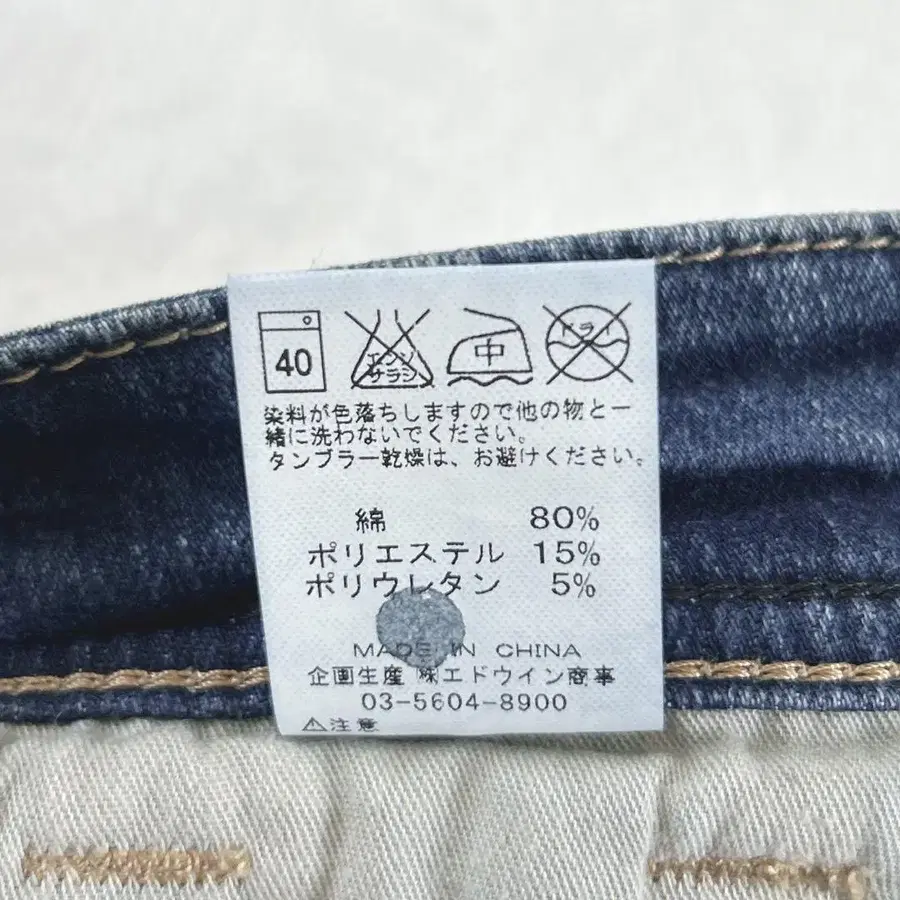 40 エンソサラシ 中 ドライ
染料が色落ちしますので他の物と一
緒に洗わないでください。
タンブラー乾燥は、お避けください。
綿 80%
ポリエステル 15%
ポリウレタン 5%
MADE IN CHINA
企画生産 ㈱エドウイン商事
03-5604-8900
⚠注意